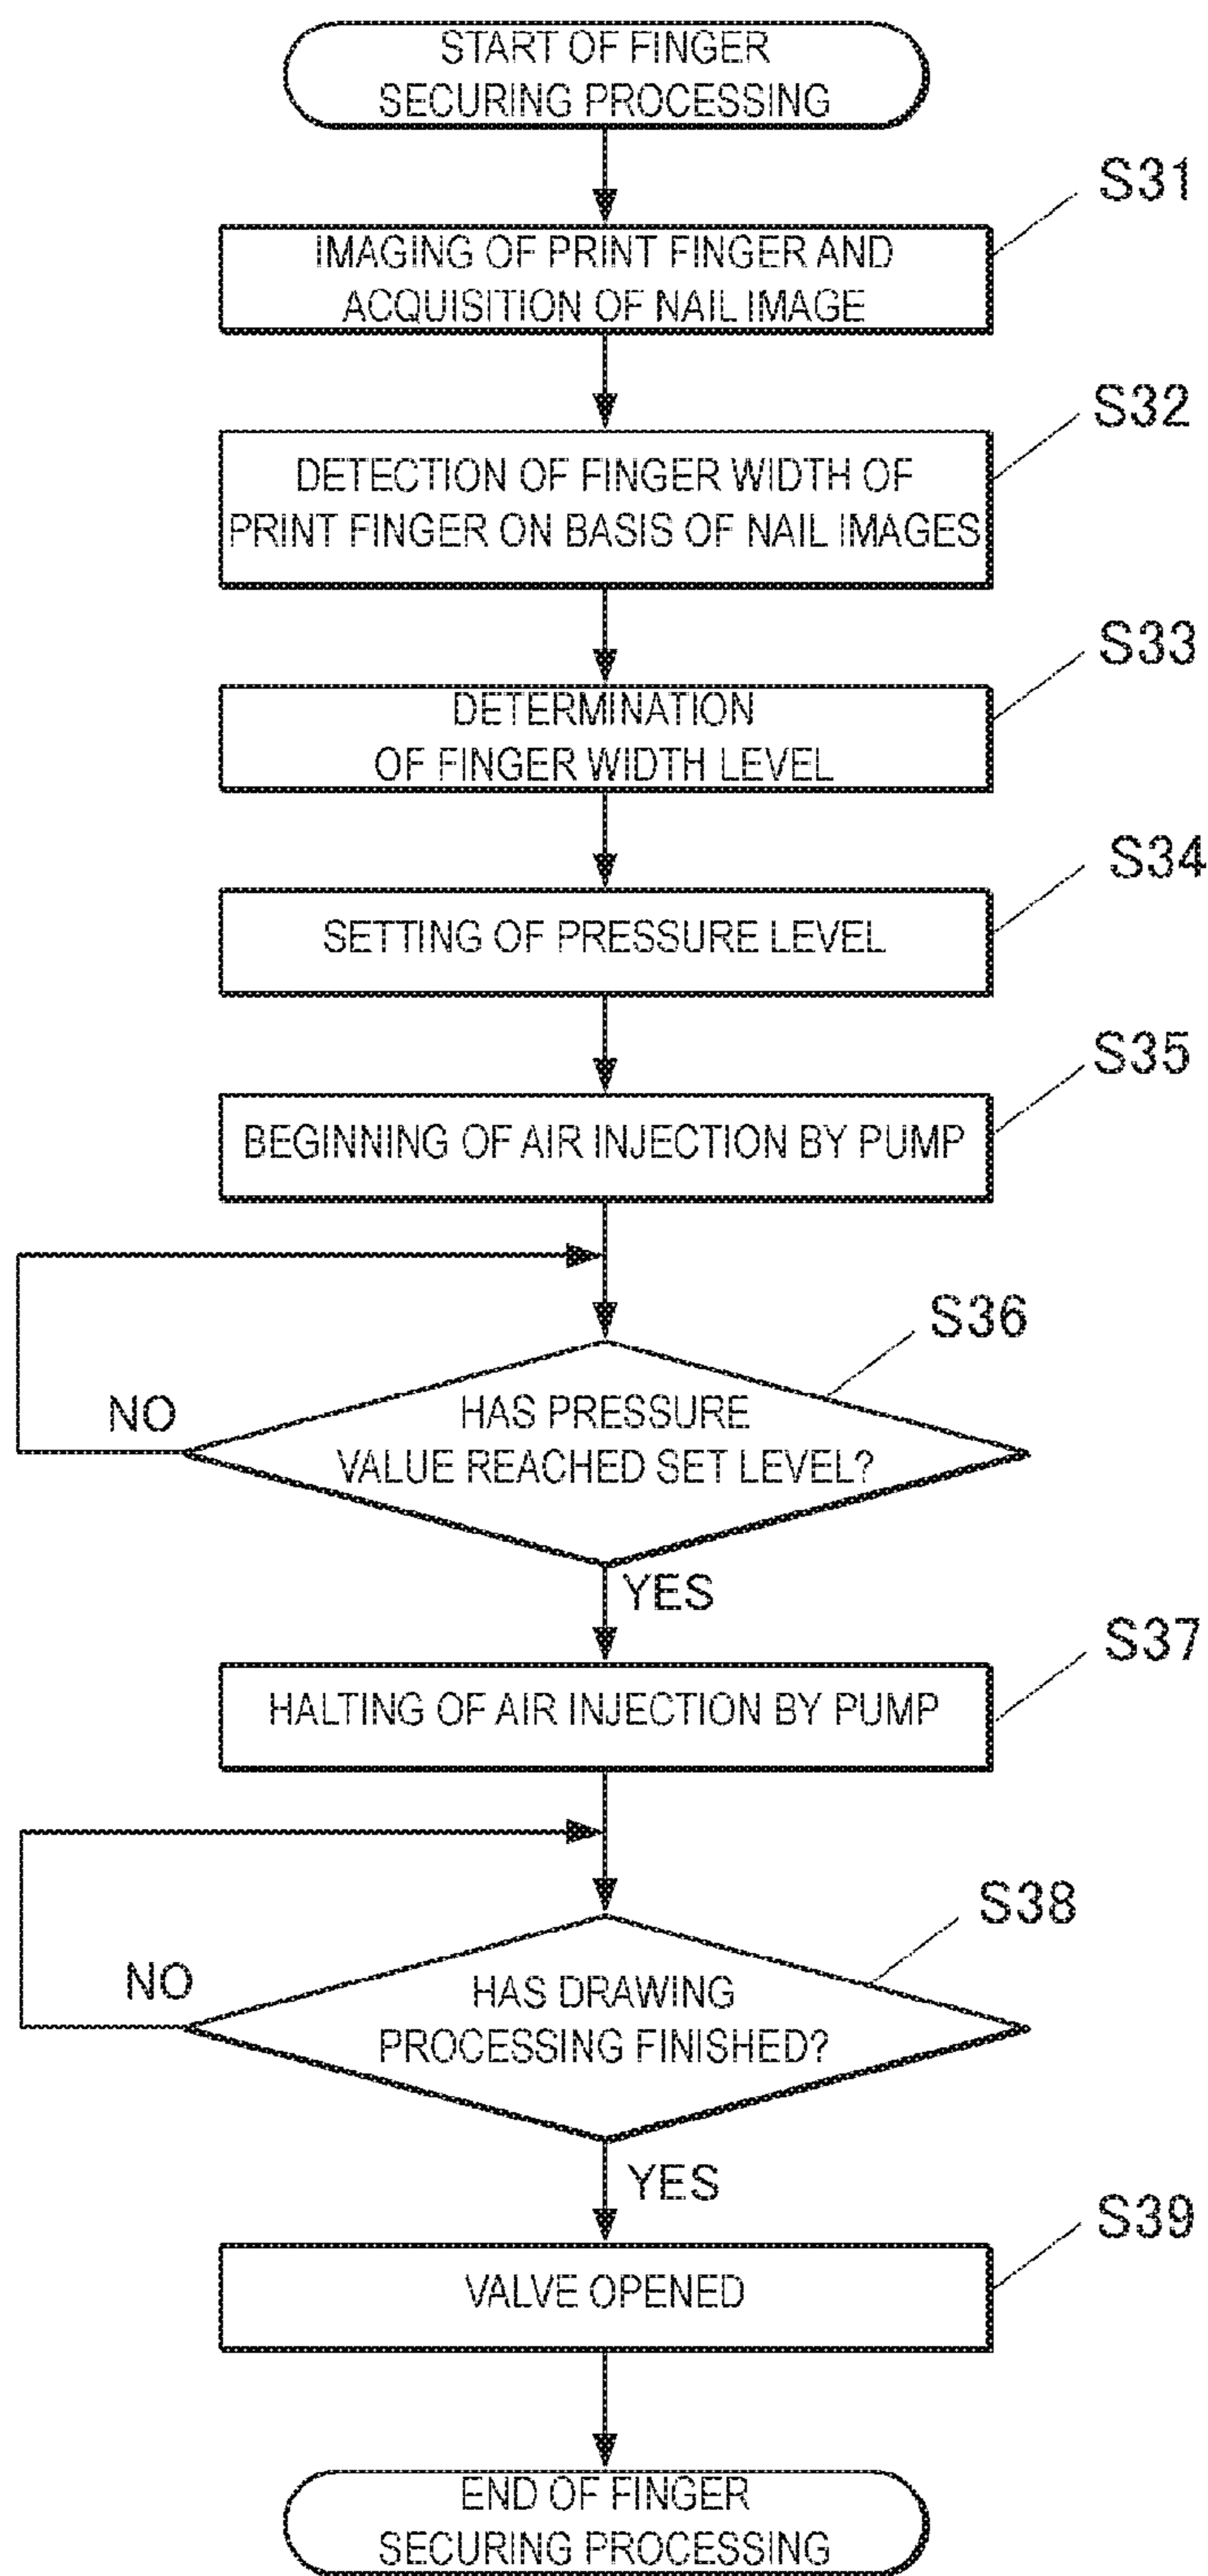 START OF FINGER
SECURING PROCESSING
S31
IMAGING OF PRINT FINGER AND
ACQUISITION OF NAIL IMAGE
S32
DETECTION OF FINGER WIDTH OF
PRINT FINGER ON BASIS OF NAIL IMAGES
S33
DETERMINATION
OF FINGER WIDTH LEVEL
S34
SETTING OF PRESSURE LEVEL
S35
BEGINNING OF AIR INJECTION BY PUMP
S36
HAS PRESSURE
VALUE REACHED SET LEVEL?
NO
YES
S37
HALTING OF AIR INJECTION BY PUMP
S38
HAS DRAWING
PROCESSING FINISHED?
NO
YES
S39
VALVE OPENED
END OF FINGER
SECURING PROCESSING